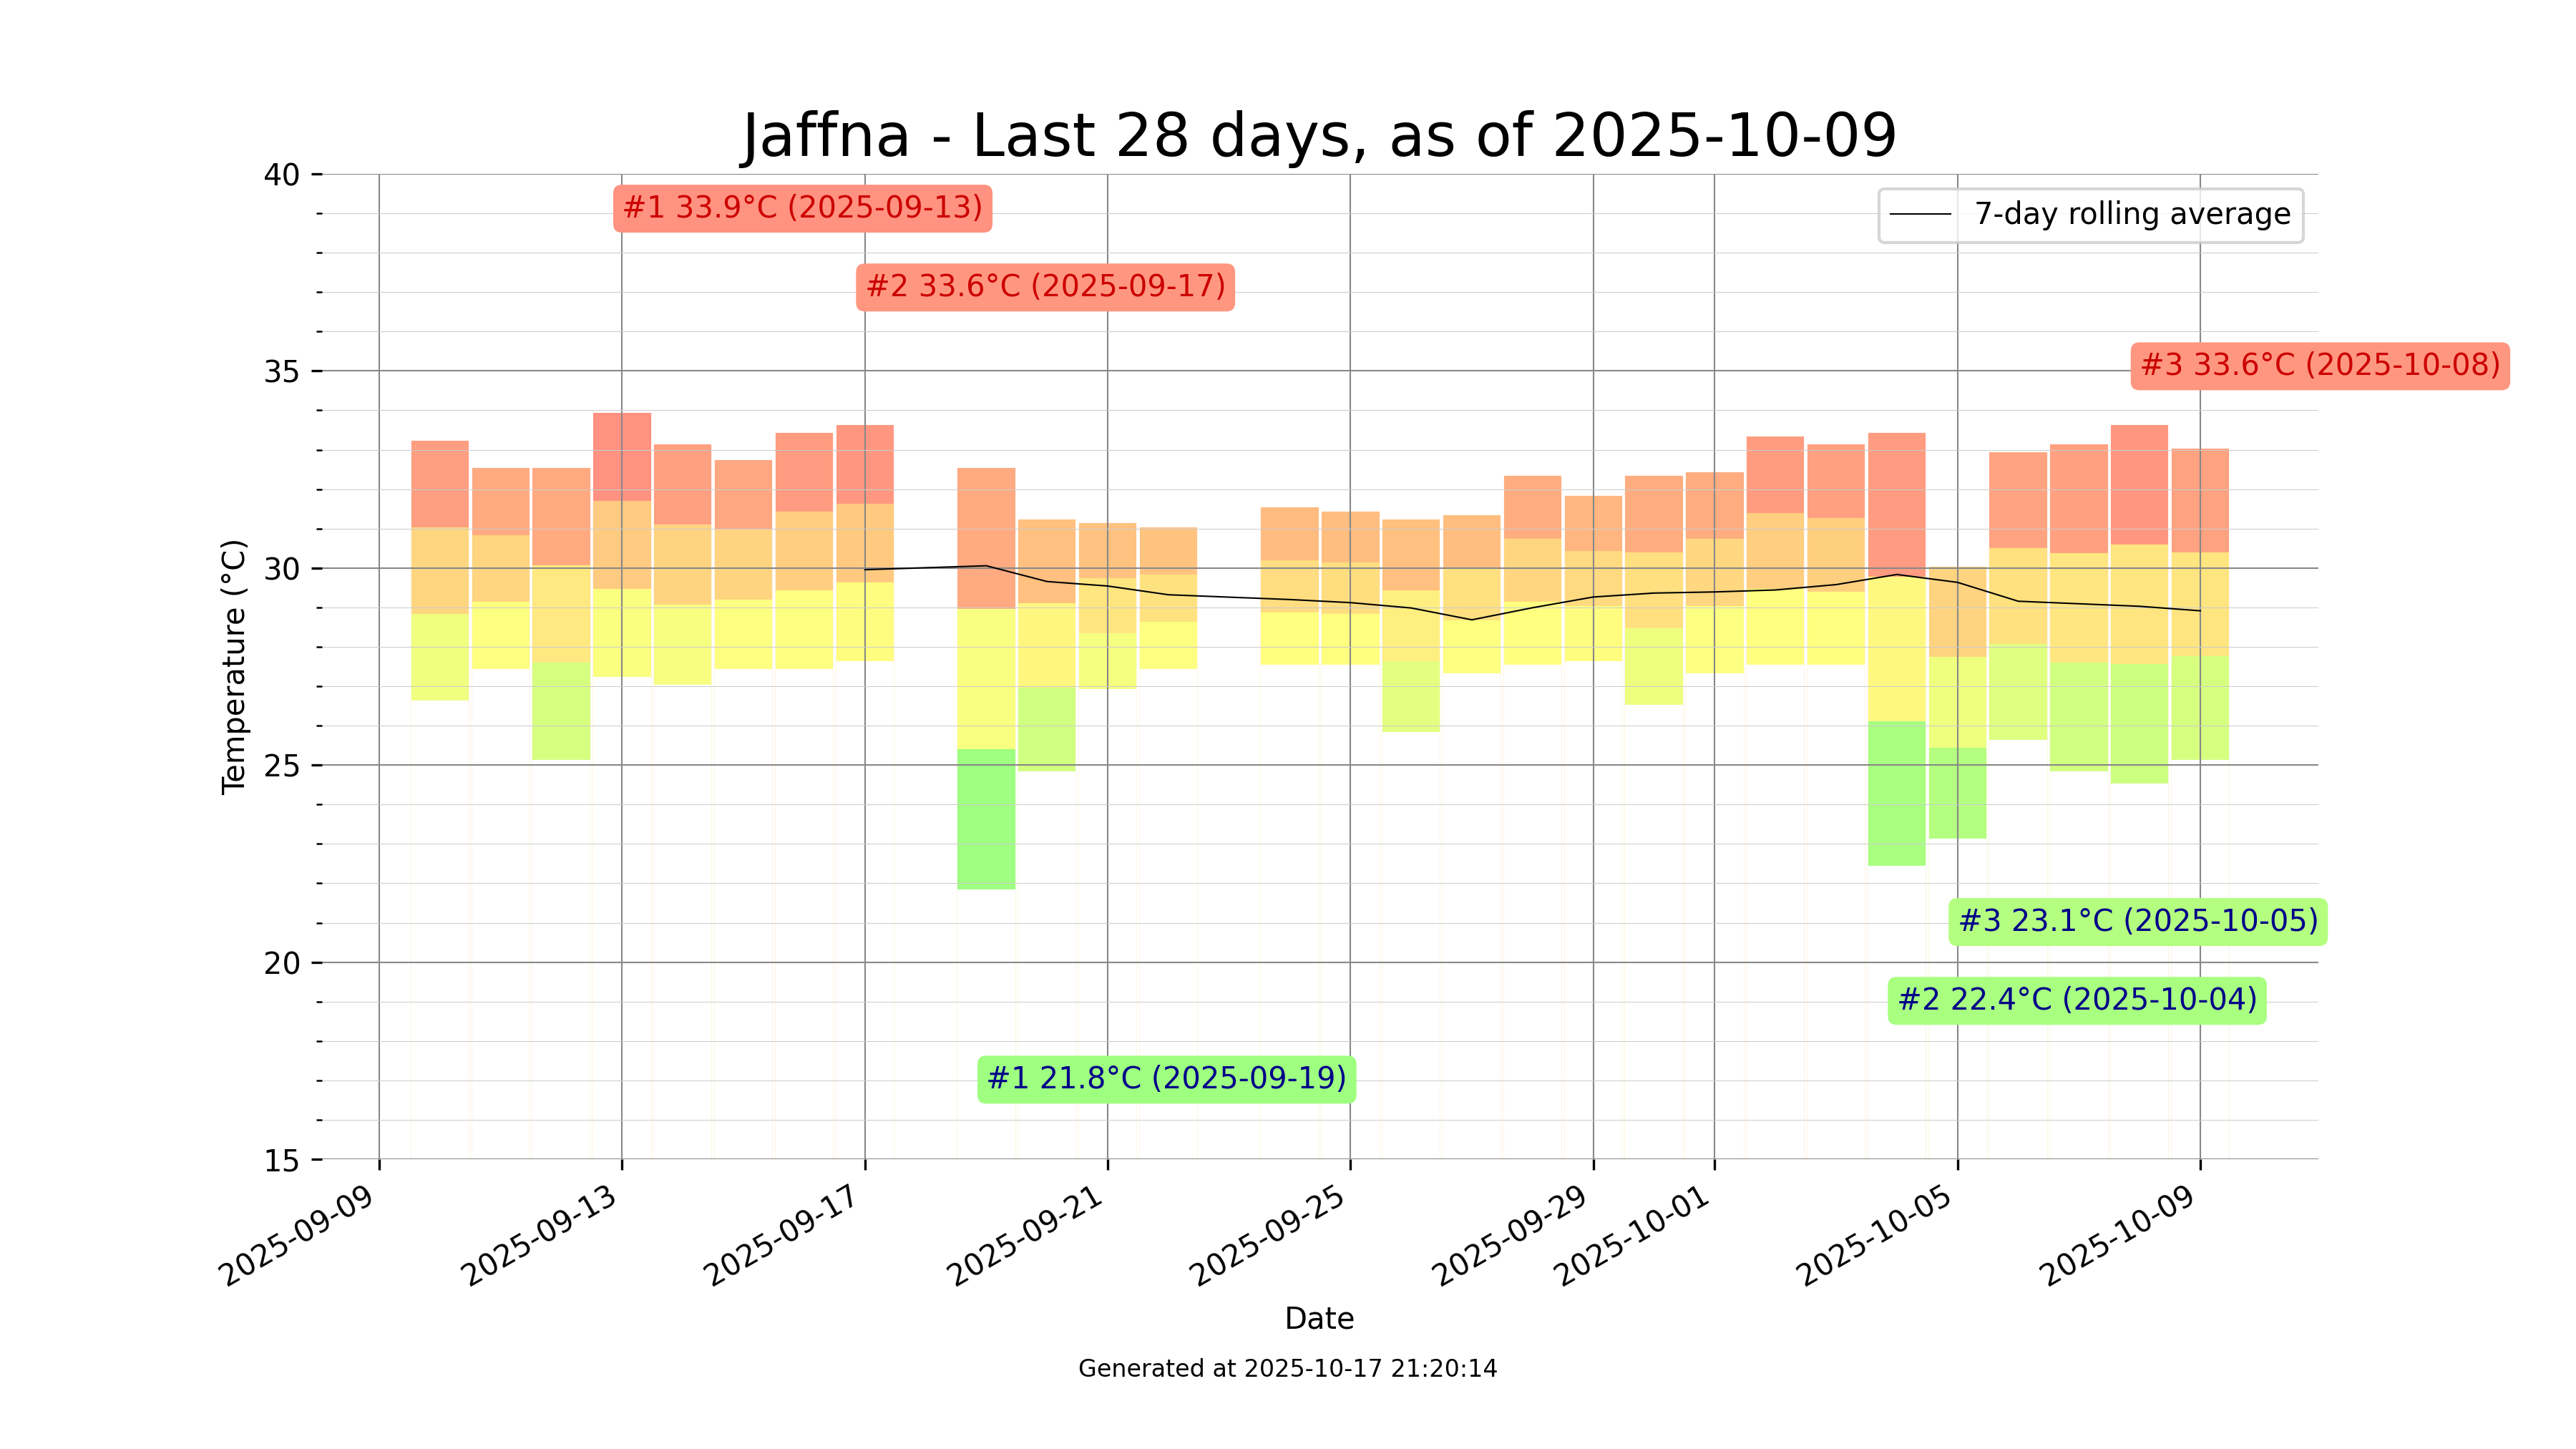 Jaffna - Last 28 days, as of 2025-10-09
40
35
30
25
20
15
Temperature (°C)
7-day rolling average
#1 33.9°C (2025-09-13)
#2 33.6°C (2025-09-17)
#3 33.6°C (2025-10-08)
#3 23.1°C (2025-10-05)
#2 22.4°C (2025-10-04)
#1 21.8°C (2025-09-19)
2025-09-09
2025-09-13
2025-09-17
2025-09-21
2025-09-25
2025-09-29
2025-10-01
2025-10-05
2025-10-09
Date
Generated at 2025-10-17 21:20:14